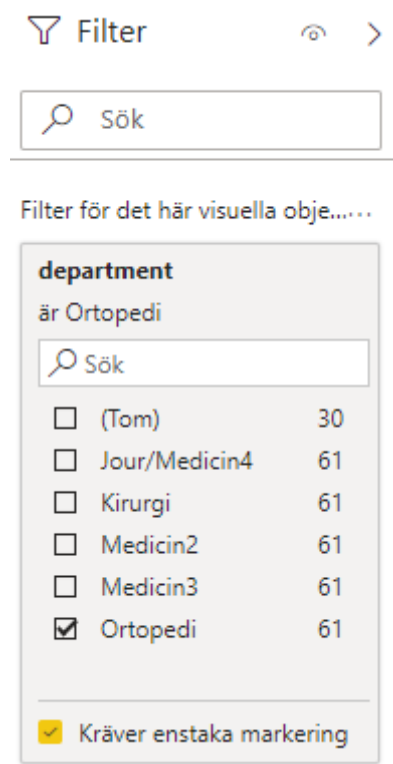 Filter
Sök
Filter för det här visuella obje......
department
är Ortopedi
Sök
(Tom) 30
Jour/Medicin4 61
Kirurgi 61
Medicin2 61
Medicin3 61
Ortopedi 61
Kräver enstaka markering